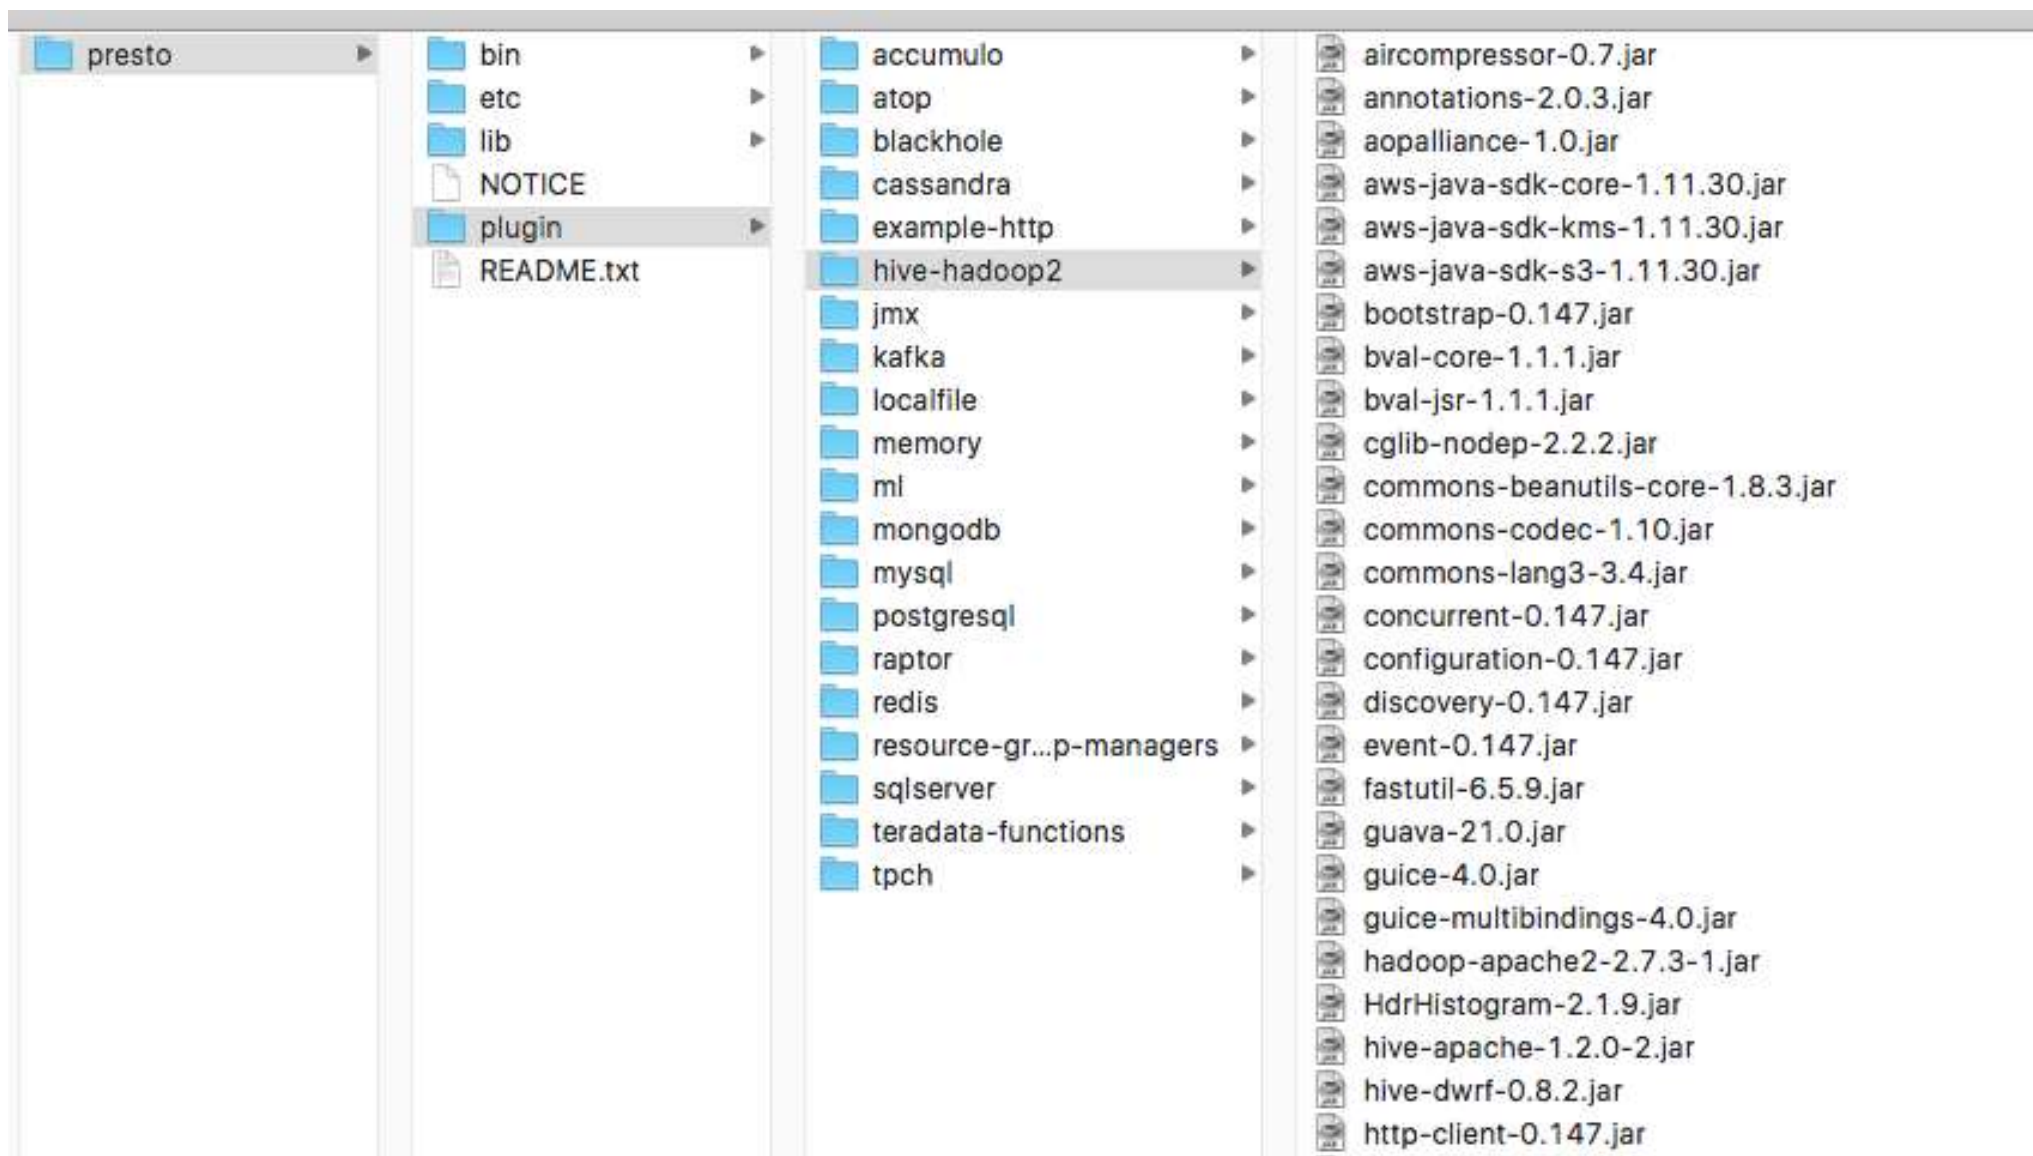 presto
bin
etc
lib
NOTICE
plugin
README.txt
accumulo
atop
blackhole
cassandra
example-http
hive-hadoop2
jmx
kafka
localfile
memory
ml
mongodb
mysql
postgresql
raptor
redis
resource-gr...p-managers
sqlserver
teradata-functions
tpch
aircompressor-0.7.jar
annotations-2.0.3.jar
aopalliance-1.0.jar
aws-java-sdk-core-1.11.30.jar
aws-java-sdk-kms-1.11.30.jar
aws-java-sdk-s3-1.11.30.jar
bootstrap-0.147.jar
bval-core-1.1.1.jar
bval-jsr-1.1.1.jar
cglib-nodep-2.2.2.jar
commons-beanutils-core-1.8.3.jar
commons-codec-1.10.jar
commons-lang3-3.4.jar
concurrent-0.147.jar
configuration-0.147.jar
discovery-0.147.jar
event-0.147.jar
fastutil-6.5.9.jar
guava-21.0.jar
guice-4.0.jar
guice-multibindings-4.0.jar
hadoop-apache2-2.7.3-1.jar
HdrHistogram-2.1.9.jar
hive-apache-1.2.0-2.jar
hive-dwrf-0.8.2.jar
http-client-0.147.jar